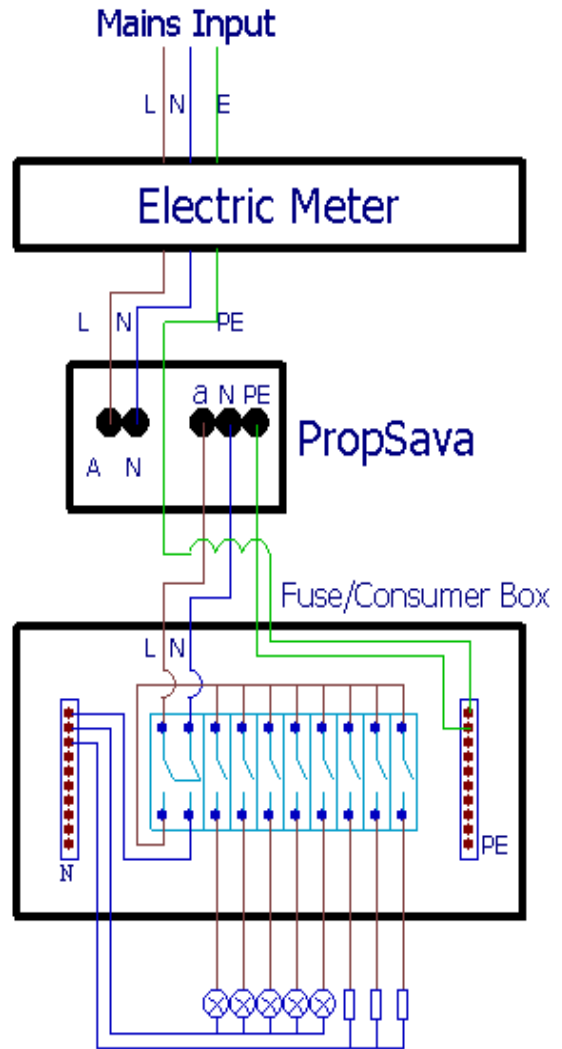 Mains Input
L N E
Electric Meter
L N PE
a N PE
PropSava
A N
Fuse/Consumer Box
L N
PE
N